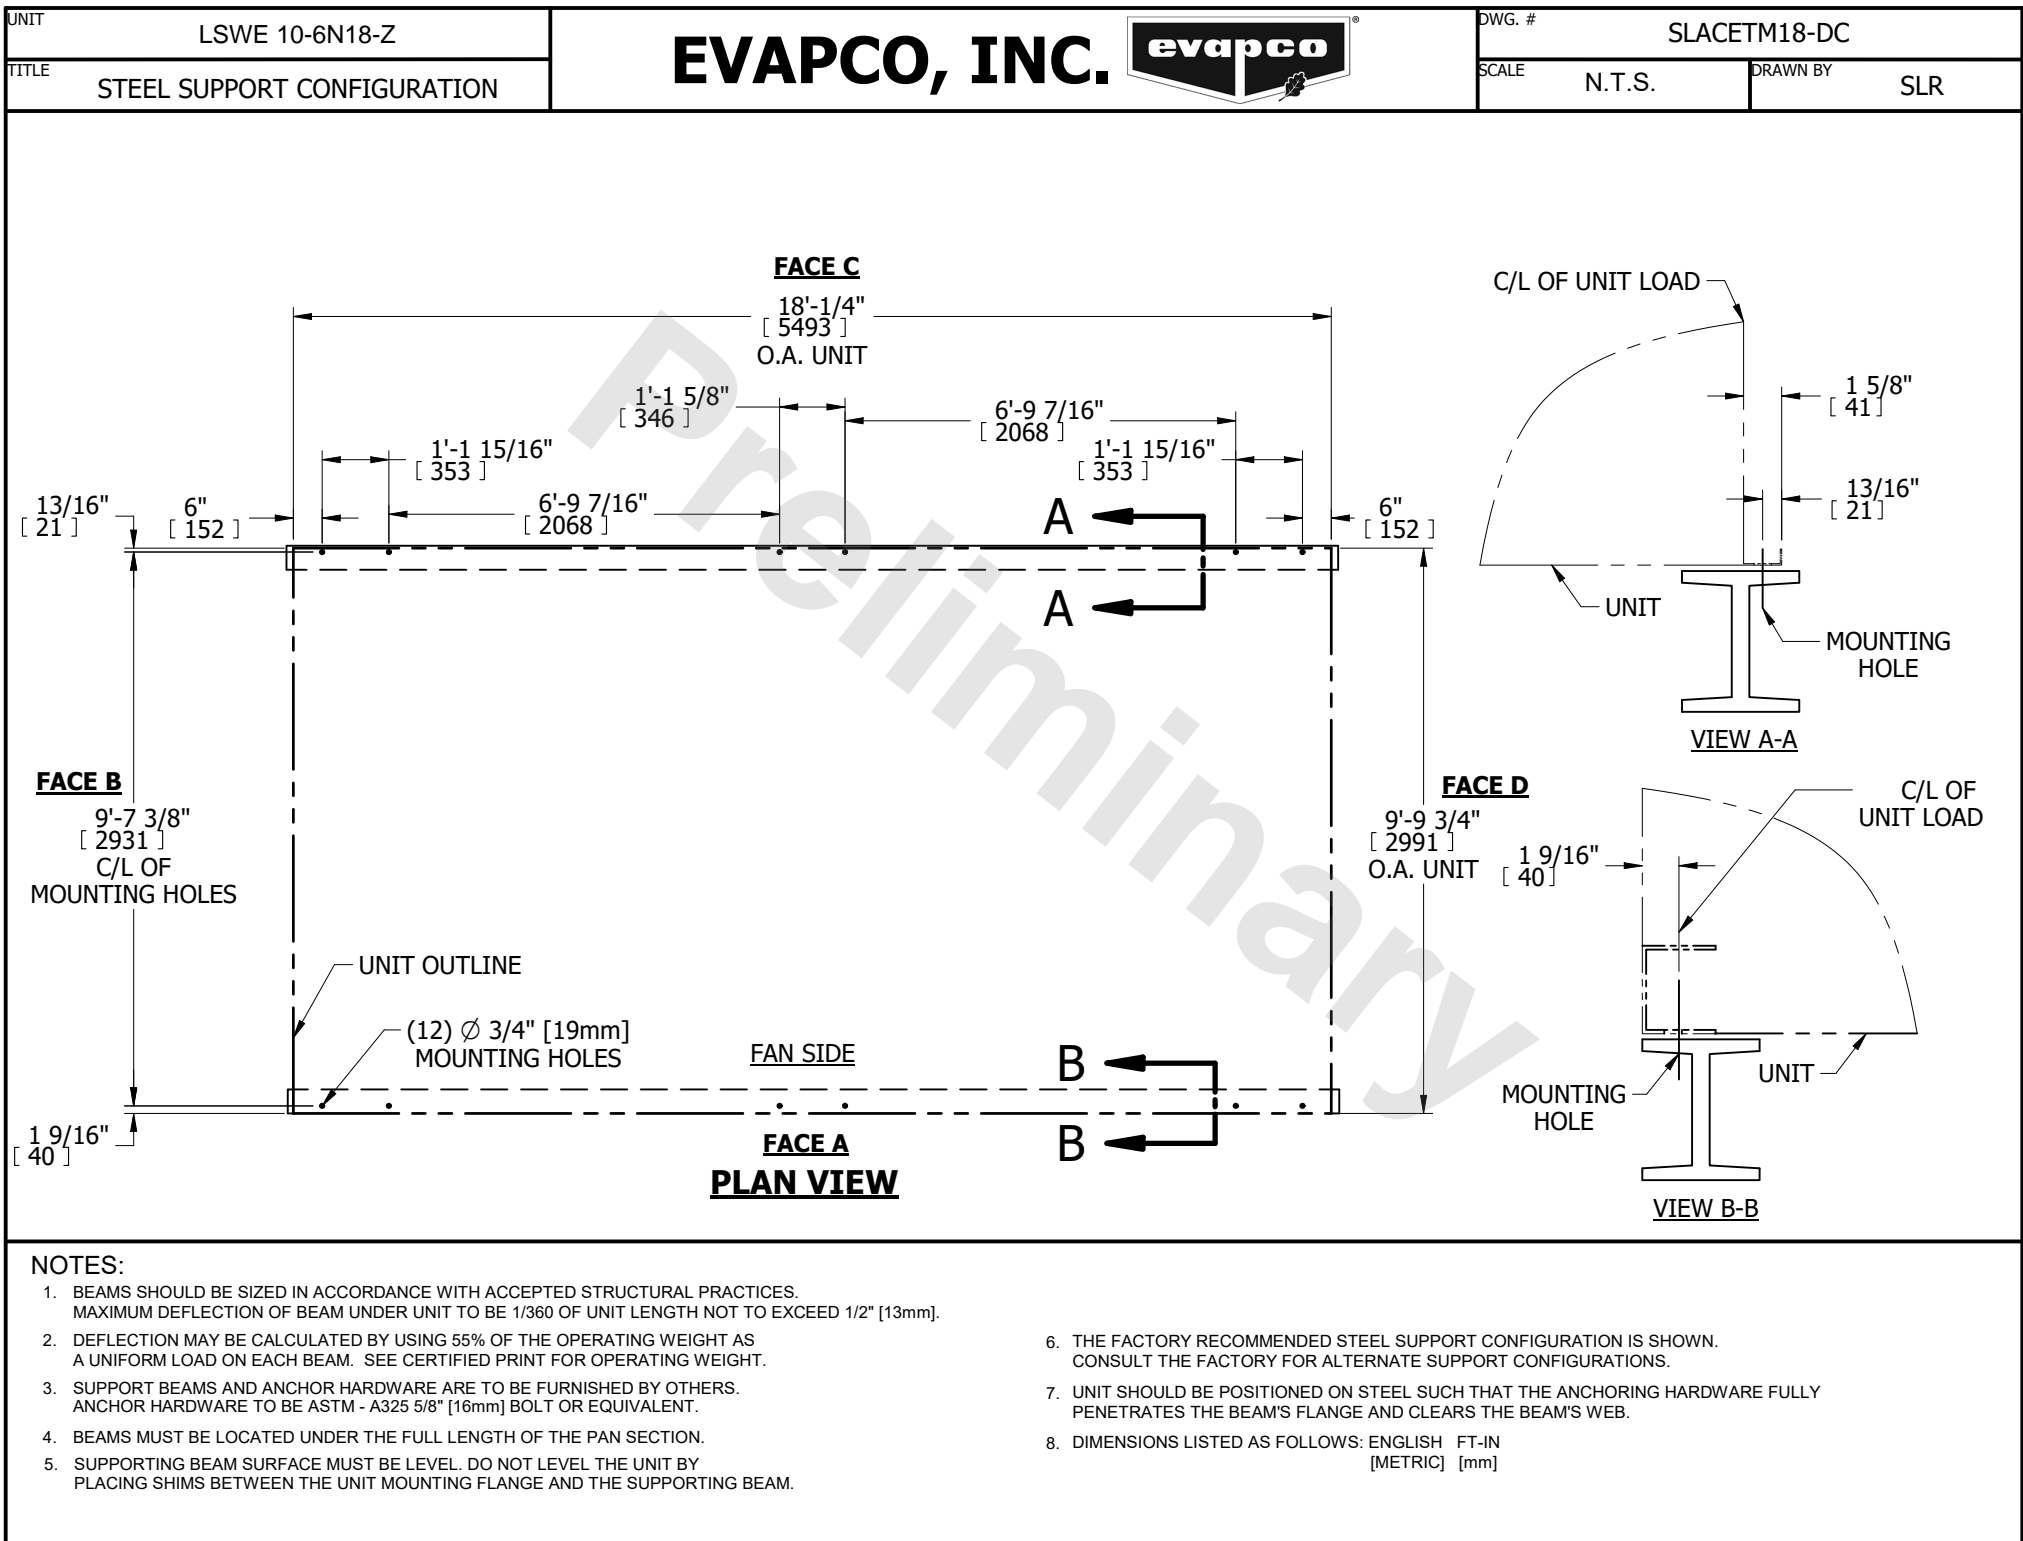 UNIT
LSWE 10-6N18-Z
TITLE
STEEL SUPPORT CONFIGURATION
EVAPCO, INC.
evapco
®
DWG. #
SLACETM18-DC
SCALE
N.T.S.
DRAWN BY
SLR
FACE C
18'-1/4"
[ 5493 ]
O.A. UNIT
1'-1 5/8"
[ 346 ]
6'-9 7/16"
[ 2068 ]
1'-1 15/16"
[ 353 ]
1'-1 15/16"
[ 353 ]
13/16"
[ 21 ]
6"
[ 152 ]
6'-9 7/16"
[ 2068 ]
6"
[ 152 ]
A
A
FACE B
9'-7 3/8"
[ 2931 ]
C/L OF
MOUNTING HOLES
FACE D
9'-9 3/4"
[ 2991 ]
O.A. UNIT
UNIT OUTLINE
(12) Ø 3/4" [19mm]
MOUNTING HOLES
FAN SIDE
B
B
1 9/16"
[ 40 ]
FACE A
PLAN VIEW
Preliminary
C/L OF UNIT LOAD
1 5/8"
[ 41]
13/16"
[ 21]
UNIT
MOUNTING
HOLE
VIEW A-A
C/L OF
UNIT LOAD
1 9/16"
[ 40]
UNIT
MOUNTING
HOLE
VIEW B-B
NOTES:
1. BEAMS SHOULD BE SIZED IN ACCORDANCE WITH ACCEPTED STRUCTURAL PRACTICES.
MAXIMUM DEFLECTION OF BEAM UNDER UNIT TO BE 1/360 OF UNIT LENGTH NOT TO EXCEED 1/2" [13mm].
2. DEFLECTION MAY BE CALCULATED BY USING 55% OF THE OPERATING WEIGHT AS
A UNIFORM LOAD ON EACH BEAM. SEE CERTIFIED PRINT FOR OPERATING WEIGHT.
3. SUPPORT BEAMS AND ANCHOR HARDWARE ARE TO BE FURNISHED BY OTHERS.
ANCHOR HARDWARE TO BE ASTM - A325 5/8" [16mm] BOLT OR EQUIVALENT.
4. BEAMS MUST BE LOCATED UNDER THE FULL LENGTH OF THE PAN SECTION.
5. SUPPORTING BEAM SURFACE MUST BE LEVEL. DO NOT LEVEL THE UNIT BY
PLACING SHIMS BETWEEN THE UNIT MOUNTING FLANGE AND THE SUPPORTING BEAM.
6. THE FACTORY RECOMMENDED STEEL SUPPORT CONFIGURATION IS SHOWN.
CONSULT THE FACTORY FOR ALTERNATE SUPPORT CONFIGURATIONS.
7. UNIT SHOULD BE POSITIONED ON STEEL SUCH THAT THE ANCHORING HARDWARE FULLY
PENETRATES THE BEAM'S FLANGE AND CLEARS THE BEAM'S WEB.
8. DIMENSIONS LISTED AS FOLLOWS: ENGLISH FT-IN
[METRIC] [mm]